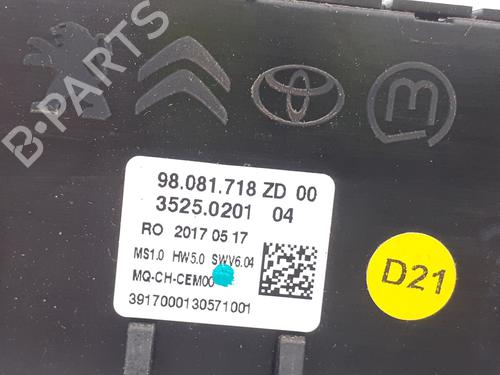 B-PARTS
98.081.718 ZD 00
3525.0201 04
RO 2017 05 17
MS1.0 HW5.0 SWV6.04
MQ-CH-CEM00
3917000130571001
D21